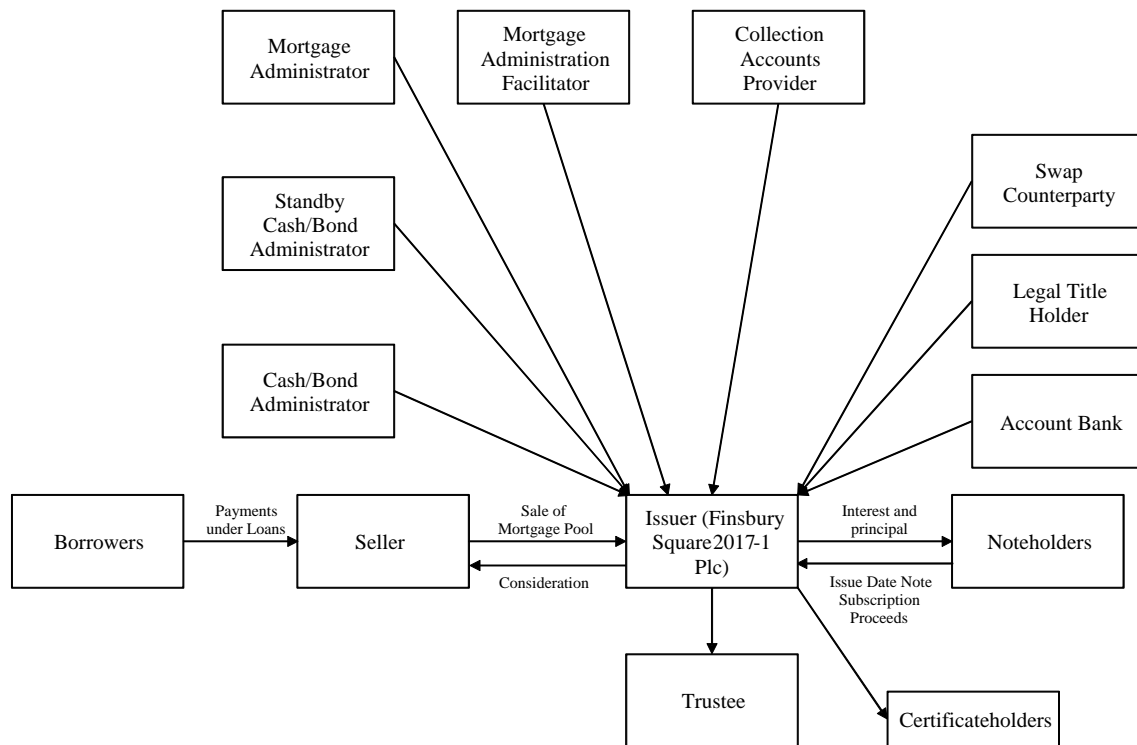 Mortgage
Administrator
Mortgage
Administration
Facilitator
Collection
Accounts
Provider
Swap
Counterparty
Standby
Cash/Bond
Administrator
Legal Title
Holder
Cash/Bond
Administrator
Account Bank
Borrowers
Payments
under Loans
Seller
Sale of
Mortgage Pool
Consideration
Issuer (Finsbury
Square2017-1
Plc)
Interest and
principal
Issue Date Note
Subscription
Proceeds
Noteholders
Trustee
Certificateholders